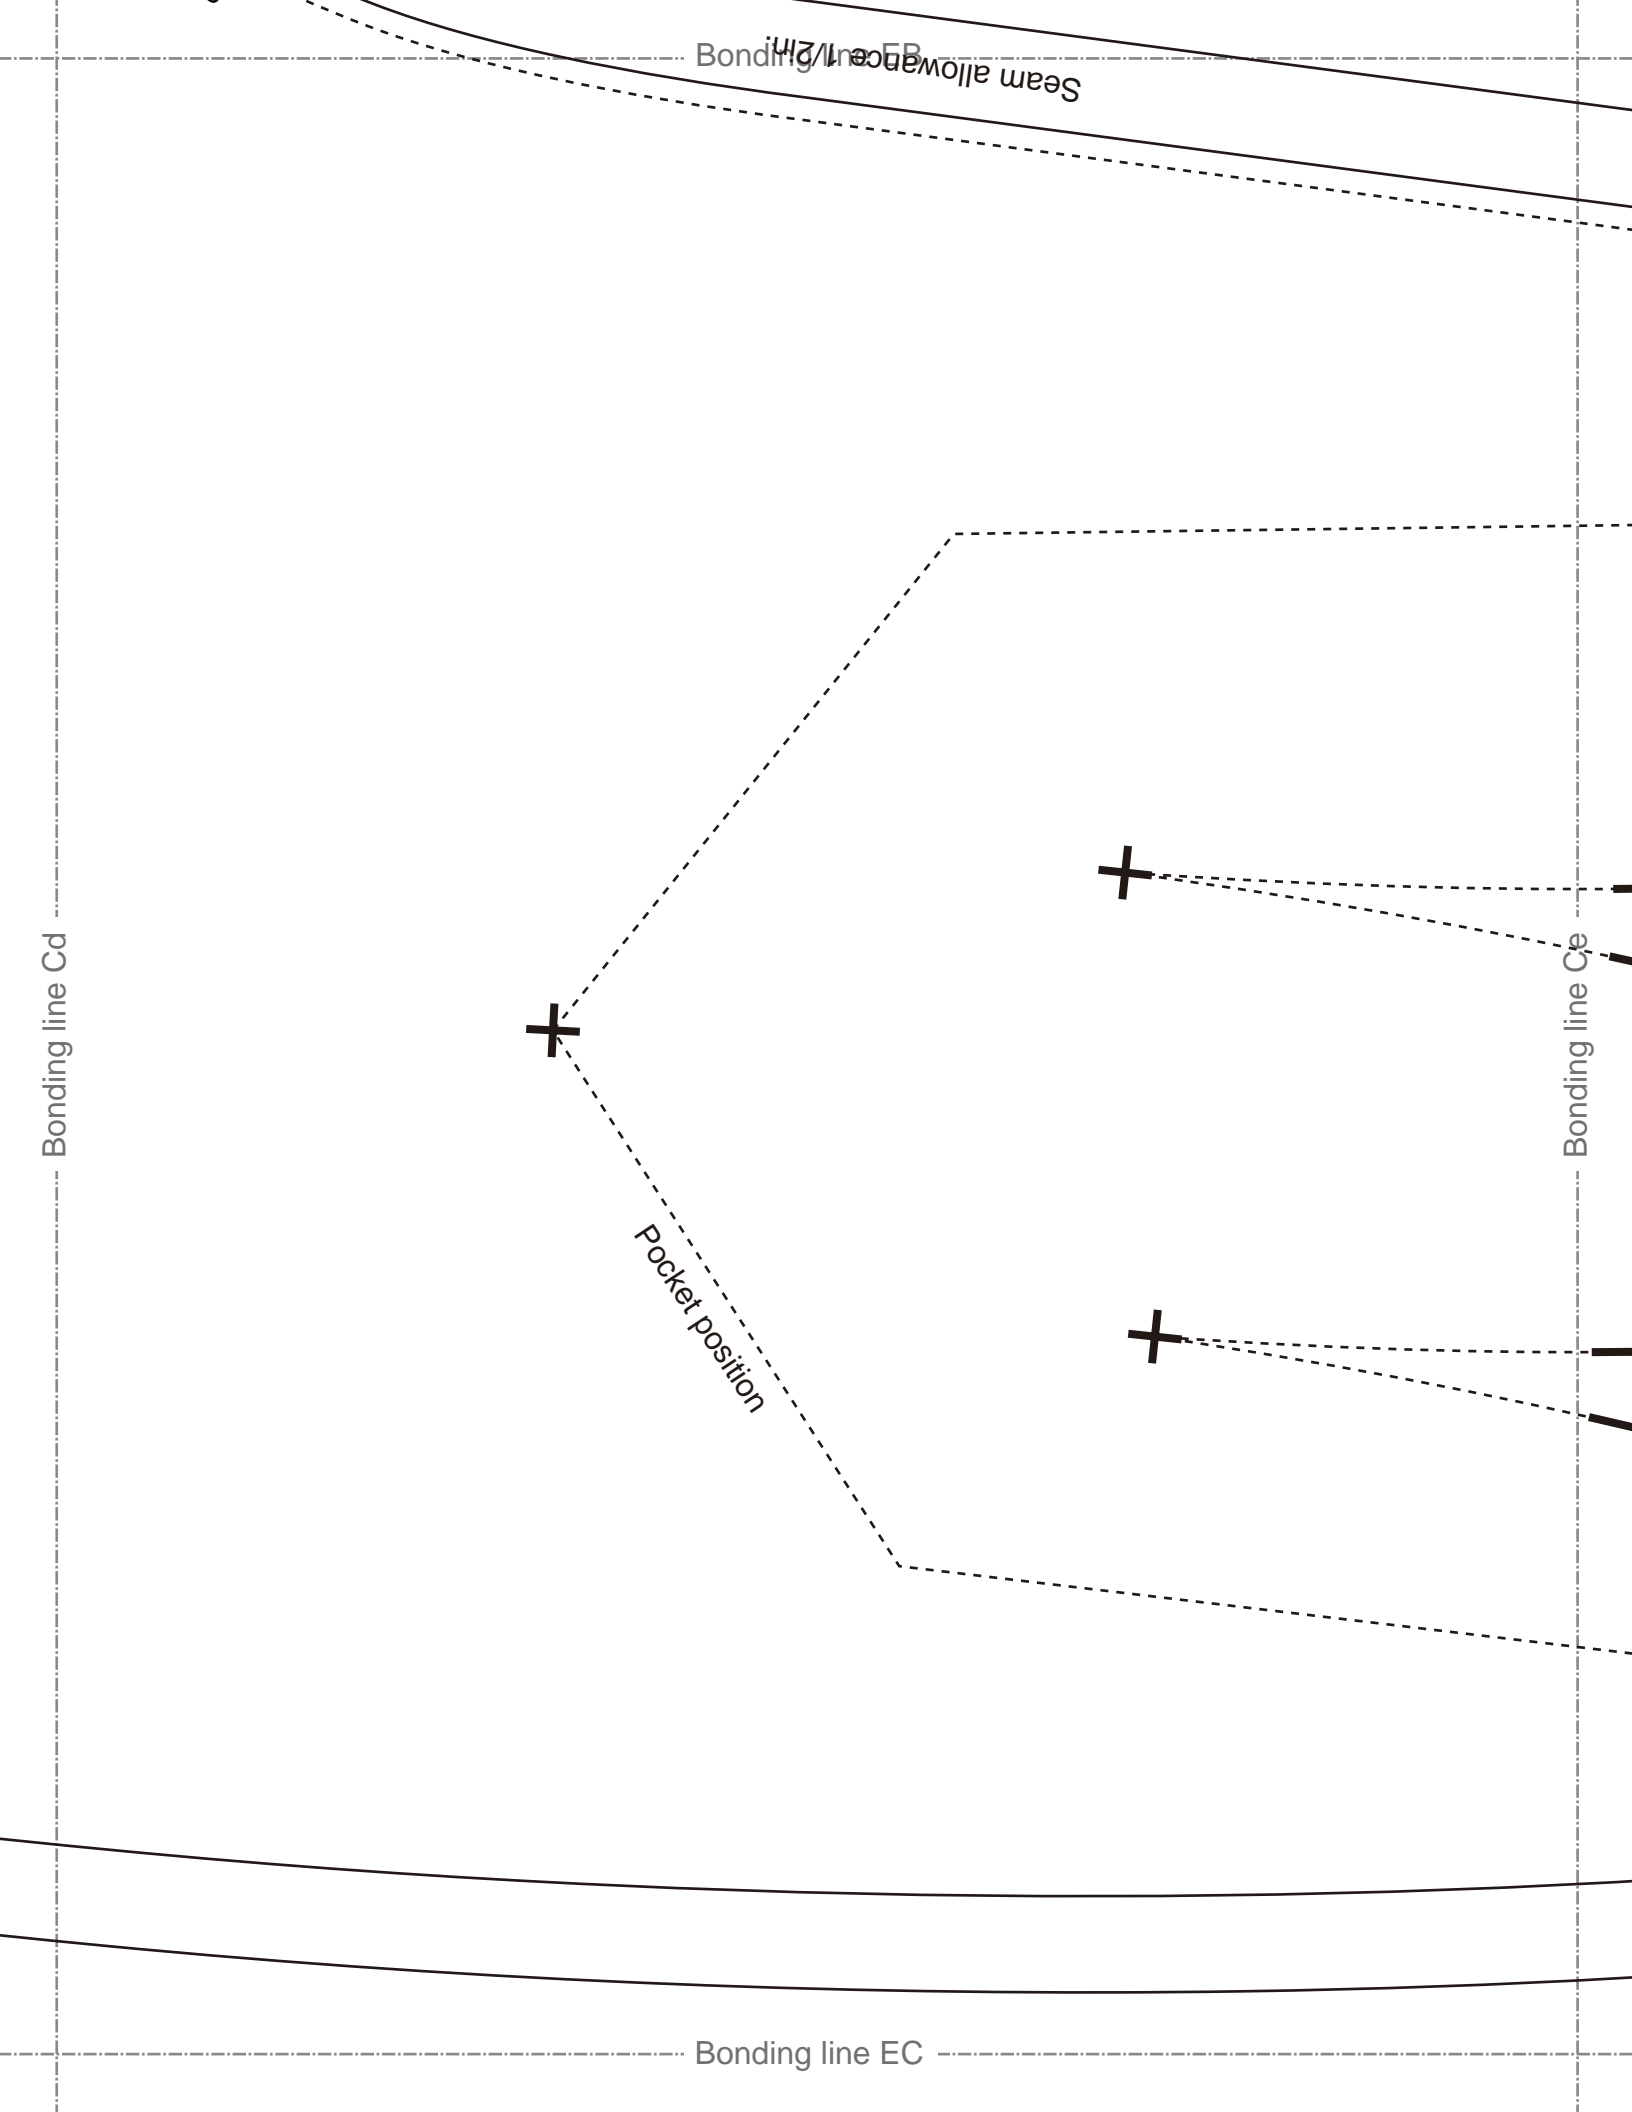 Bonding line EB
Seam allowance 1/2in.
Bonding line Cd
Bonding line Ce
Pocket position
Bonding line EC